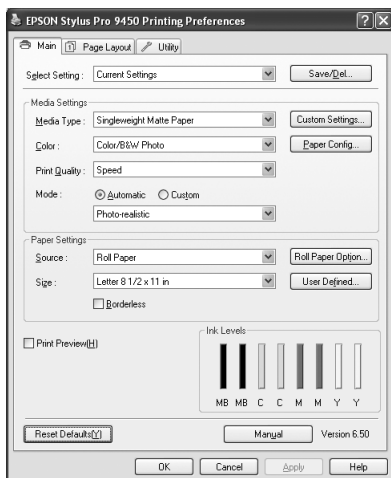 EPSON Stylus Pro 9450 Printing Preferences
Main Page Layout Utility
Select Setting : Current Settings Save/Del...
Media Settings
Media Type : Singleweight Matte Paper Custom Settings...
Color : Color/B&W Photo Paper Config...
Print Quality : Speed
Mode : Automatic Custom
Photo-realistic
Paper Settings
Source : Roll Paper Roll Paper Option...
Size : Letter 8 1/2 x 11 in User Defined...
Borderless
Print Preview(H)
Ink Levels
MB MB C C M M Y Y
Reset Defaults(Y) Manual Version 6.50
OK Cancel Apply Help